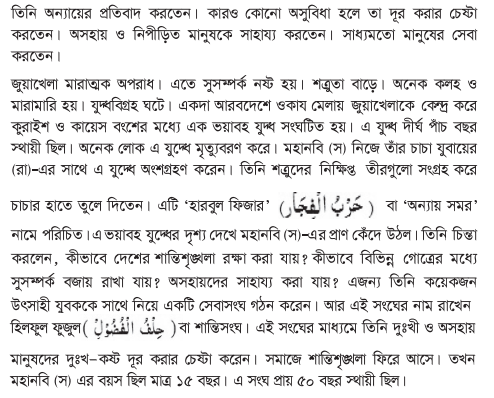 তিনি অন্যায়ের প্রতিবাদ করতেন। কারও কোনো অসুবিধা হলে তা দূর করার চেষ্টা
করতেন। অসহায় ও নিপীড়িত মানুষকে সাহায্য করতেন। সাধ্যমতো মানুষের সেবা
করতেন।
জুয়াখেলা মারাত্মক অপরাধ। এতে সুসম্পর্ক নষ্ট হয়। শত্রুতা বাড়ে। অনেক কলহ ও
মারামারি হয়। যুদ্ধবিগ্রহ ঘটে। একদা আরবদেশে ওকায মেলায় জুয়াখেলাকে কেন্দ্র করে
কুরাইশ ও কায়েস বংশের মধ্যে এক ভয়াবহ যুদ্ধ সংঘটিত হয়। এ যুদ্ধ দীর্ঘ পাঁচ বছর
স্থায়ী ছিল। অনেক লোক এ যুদ্ধে মৃত্যুবরণ করে। মহানবি (স) নিজে তাঁর চাচা যুবায়ের
(রা)-এর সাথে এ যুদ্ধে অংশগ্রহণ করেন। তিনি শত্রুদের নিক্ষিপ্ত তীরগুলো সংগ্রহ করে
চাচার হাতে তুলে দিতেন। এটি ‘হারবুল ফিজার’ (حَرْبُ الْفِجَارِ) বা ‘অন্যায় সমর’
নামে পরিচিত। এ ভয়াবহ যুদ্ধের দৃশ্য দেখে মহানবি (স)-এর প্রাণ কেঁদে উঠল। তিনি চিন্তা
করলেন, কীভাবে দেশের শান্তিশৃঙ্খলা রক্ষা করা যায়? কীভাবে বিভিন্ন গোত্রের মধ্যে
সুসম্পর্ক বজায় রাখা যায়? অসহায়দের সাহায্য করা যায়? এজন্য তিনি কয়েকজন
উৎসাহী যুবককে সাথে নিয়ে একটি সেবাসংঘ গঠন করেন। আর এই সংঘের নাম রাখেন
হিলফুল ফুজুল (حِلْفُ الْفُضُوْلِ) বা শান্তিসংঘ। এই সংঘের মাধ্যমে তিনি দুঃখী ও অসহায়
মানুষদের দুঃখ-কষ্ট দূর করার চেষ্টা করেন। সমাজে শান্তিশৃঙ্খলা ফিরে আসে। তখন
মহানবি (স) এর বয়স ছিল মাত্র ১৫ বছর। এ সংঘ প্রায় ৫০ বছর স্থায়ী ছিল।